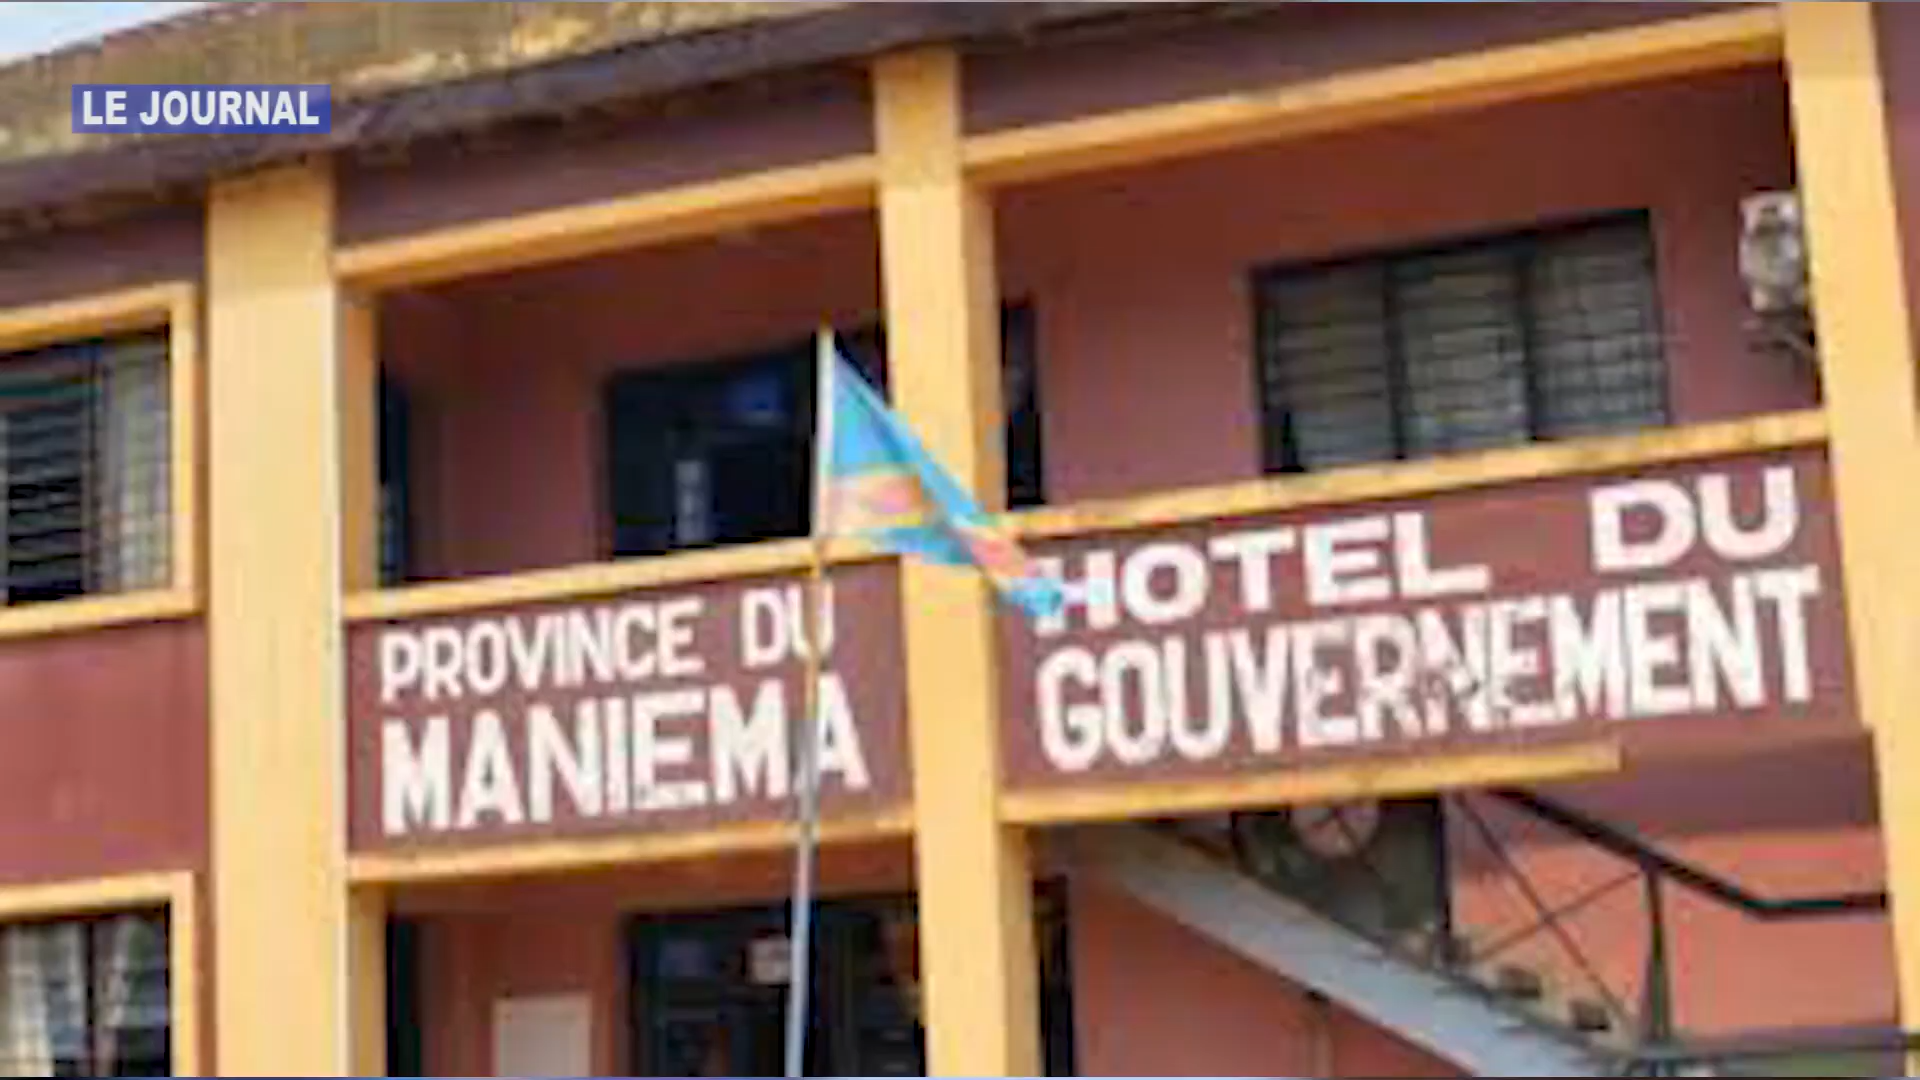 LE JOURNAL
PROVINCE DU
MANIEMA
HOTEL DU
GOUVERNEMENT